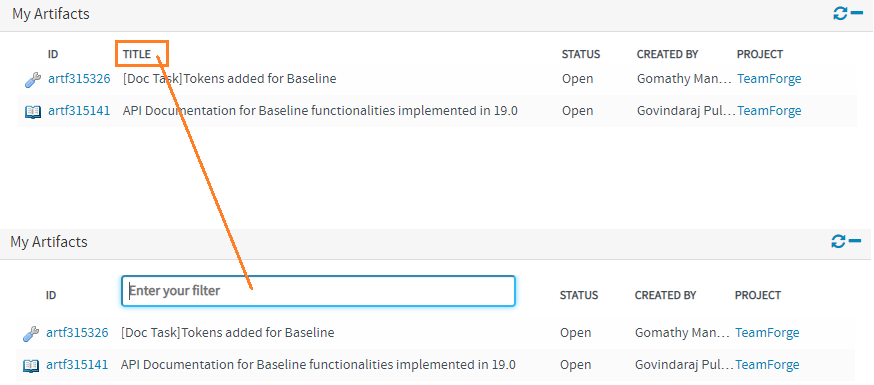 My Artifacts
ID TITLE STATUS CREATED BY PROJECT
artf315326 [Doc Task]Tokens added for Baseline Open Gomathy Man... TeamForge
artf315141 API Documentation for Baseline functionalities implemented in 19.0 Open Govindaraj Pul... TeamForge
My Artifacts
ID Enter your filter STATUS CREATED BY PROJECT
artf315326 [Doc Task]Tokens added for Baseline Open Gomathy Man... TeamForge
artf315141 API Documentation for Baseline functionalities implemented in 19.0 Open Govindaraj Pul... TeamForge